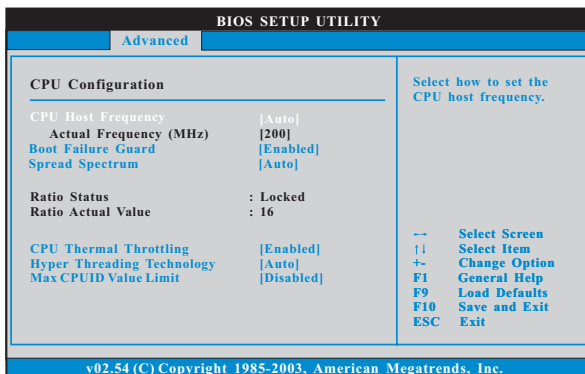 BIOS SETUP UTILITY
Advanced
CPU Configuration
CPU Host Frequency [Auto]
Actual Frequency (MHz) [200]
Boot Failure Guard [Enabled]
Spread Spectrum [Auto]
Ratio Status : Locked
Ratio Actual Value : 16
CPU Thermal Throttling [Enabled]
Hyper Threading Technology [Auto]
Max CPUID Value Limit [Disabled]
Select how to set the
CPU host frequency.
←→ Select Screen
↑↓ Select Item
+- Change Option
F1 General Help
F9 Load Defaults
F10 Save and Exit
ESC Exit
v02.54 (C) Copyright 1985-2003, American Megatrends, Inc.